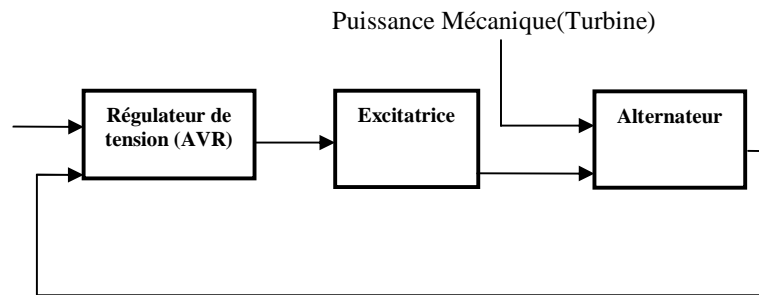 Puissance Mécanique(Turbine)
Régulateur de
tension (AVR)
Excitatrice
Alternateur